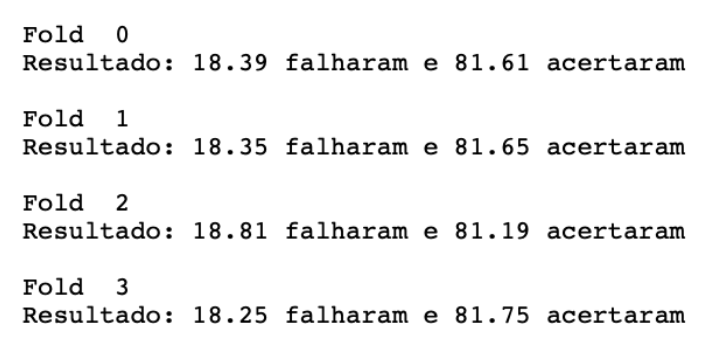 Fold  0
Resultado: 18.39 falharam e 81.61 acertaram
Fold  1
Resultado: 18.35 falharam e 81.65 acertaram
Fold  2
Resultado: 18.81 falharam e 81.19 acertaram
Fold  3
Resultado: 18.25 falharam e 81.75 acertaram